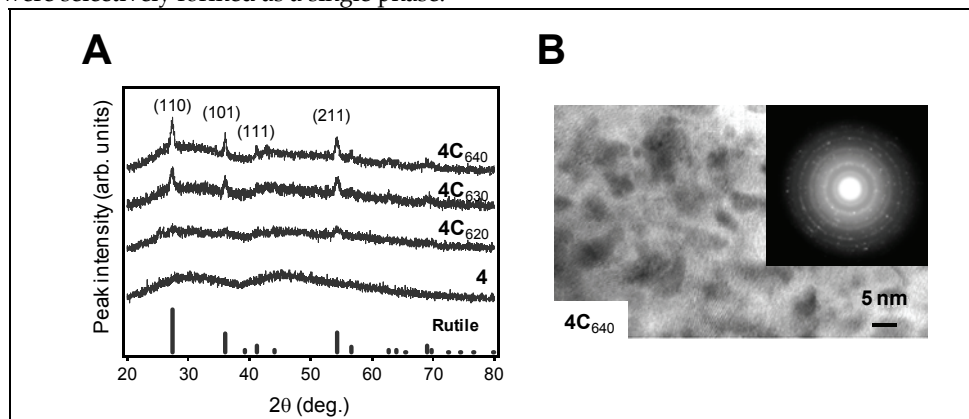 were selectively formed as a single phase.
A
B
Peak intensity (arb. units)
(110)
(101)
(111)
(211)
4C640
4C630
4C620
4
Rutile
20 30 40 50 60 70 80
2θ (deg.)
4C640
5 nm